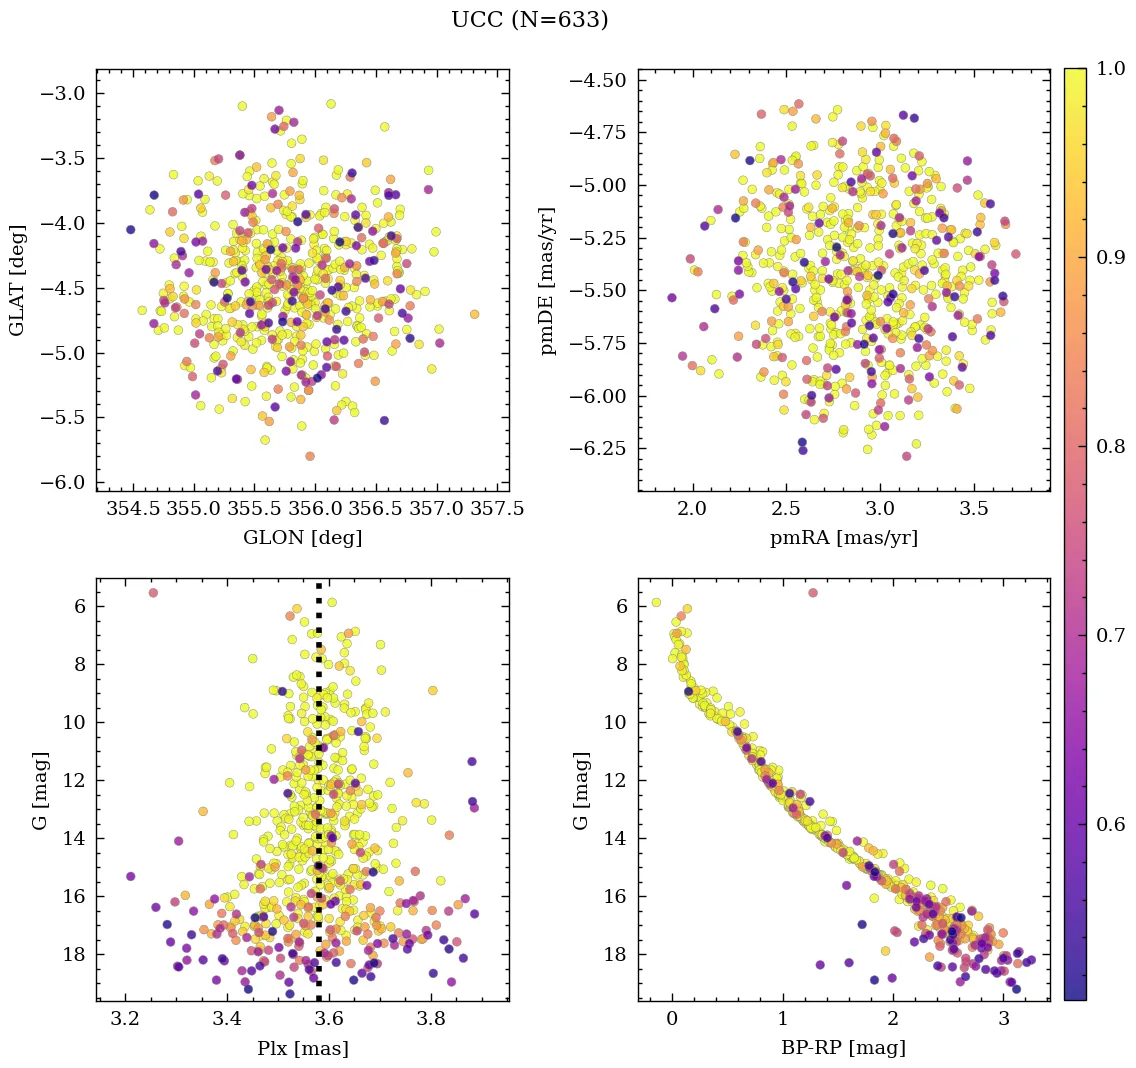 UCC (N=633)
−3.0
−3.5
−4.0
−4.5
−5.0
−5.5
−6.0
GLAT [deg]
354.5 355.0 355.5 356.0 356.5 357.0 357.5
GLON [deg]
−4.50
−4.75
−5.00
−5.25
−5.50
−5.75
−6.00
−6.25
pmDE [mas/yr]
2.0 2.5 3.0 3.5
pmRA [mas/yr]
6
8
10
12
14
16
18
G [mag]
3.2 3.4 3.6 3.8
Plx [mas]
6
8
10
12
14
16
18
G [mag]
0 1 2 3
BP-RP [mag]
1.0
0.9
0.8
0.7
0.6